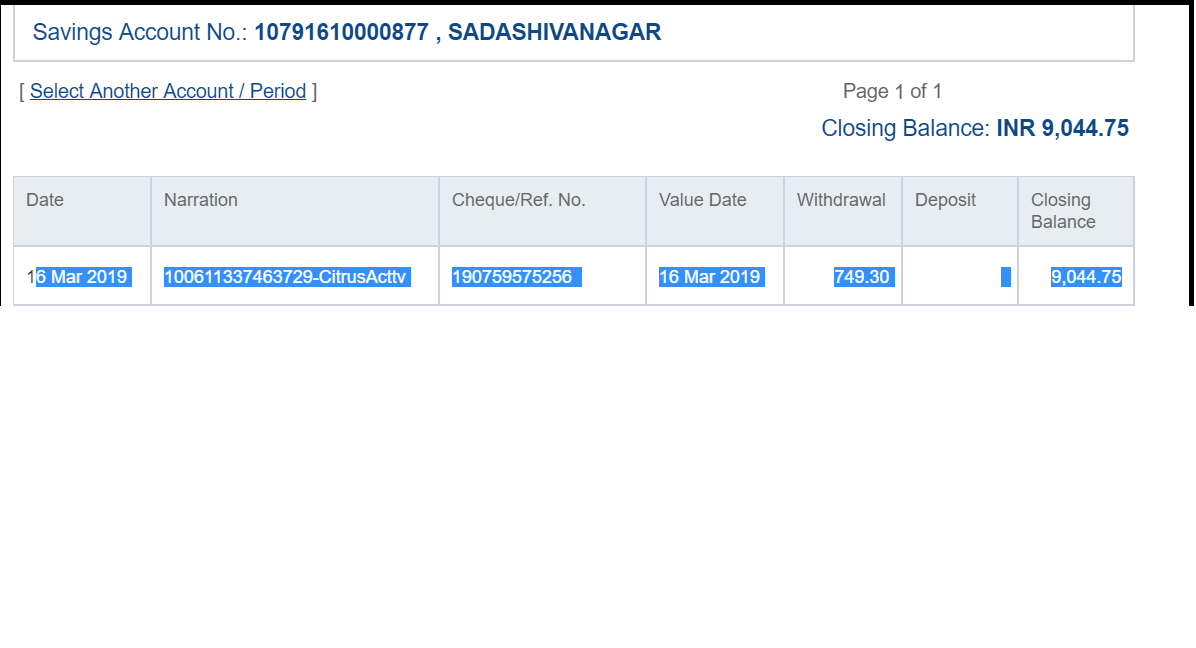 Savings Account No.: 10791610000877 , SADASHIVANAGAR
[ Select Another Account / Period ] Page 1 of 1
Closing Balance: INR 9,044.75
Date Narration Cheque/Ref. No. Value Date Withdrawal Deposit Closing
Balance
16 Mar 2019 100611337463729-CitrusActtv 190759575256 16 Mar 2019 749.30 9,044.75